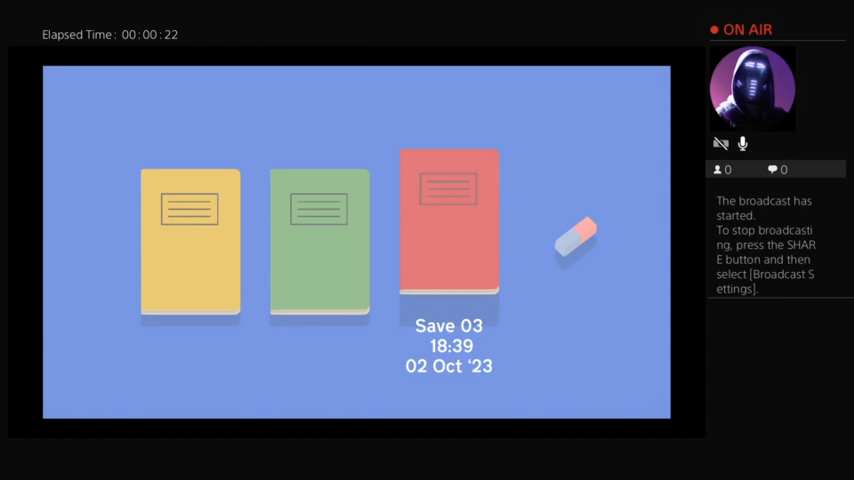 Elapsed Time: 00:00:22
ON AIR
0 0
The broadcast has
started.
To stop broadcasti
ng, press the SHAR
E button and then
select [Broadcast S
ettings].
Save 03
18:39
02 Oct '23